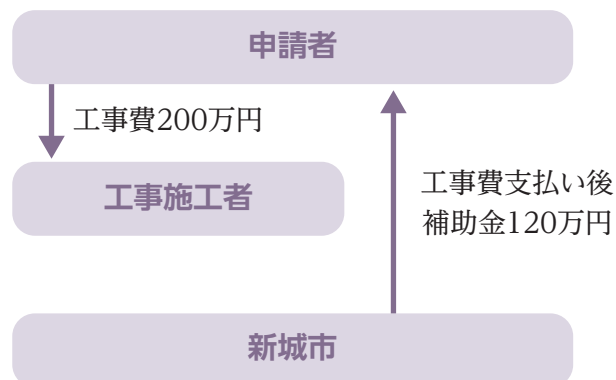 申請者
工事費200万円
工事施工者
工事費支払い後
補助金120万円
新城市